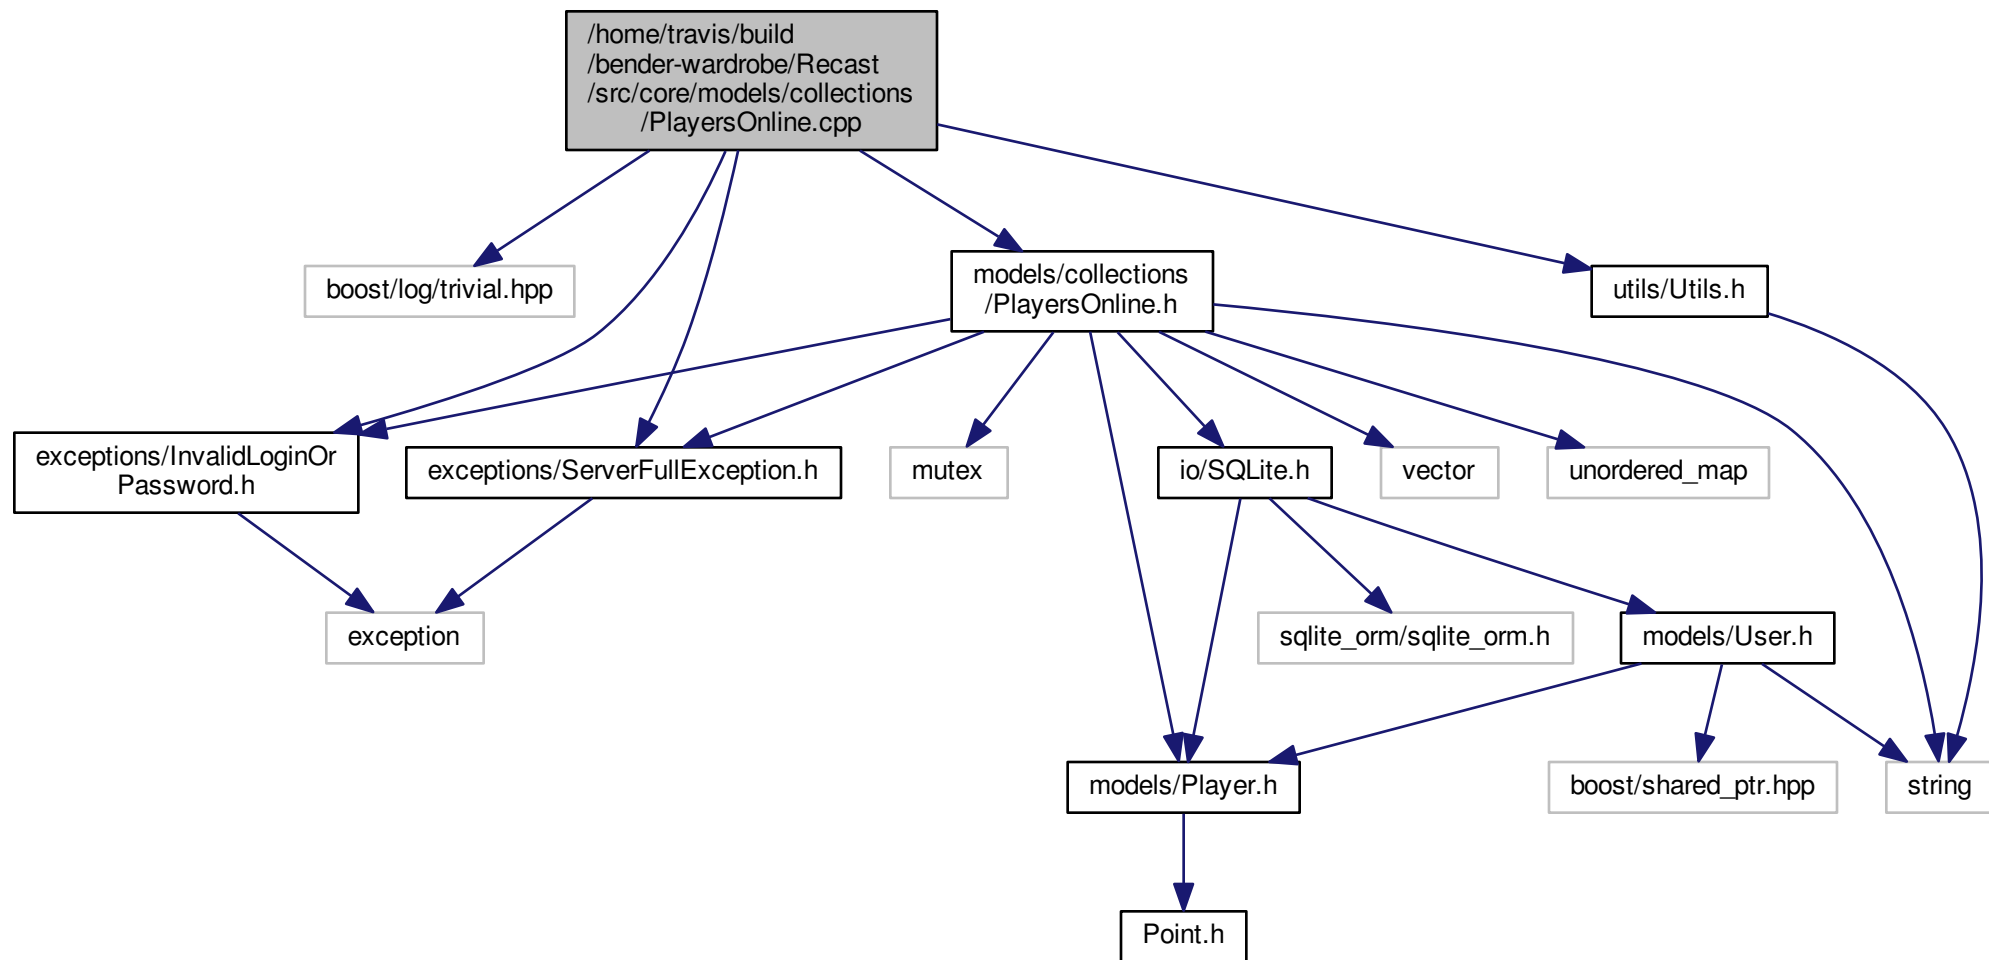 /home/travis/build
/bender-wardrobe/Recast
/src/core/models/collections
/PlayersOnline.cpp
boost/log/trivial.hpp
models/collections
/PlayersOnline.h
utils/Utils.h
exceptions/InvalidLoginOr
Password.h
exceptions/ServerFullException.h
mutex
io/SQLite.h
vector
unordered_map
exception
sqlite_orm/sqlite_orm.h
models/User.h
models/Player.h
boost/shared_ptr.hpp
string
Point.h